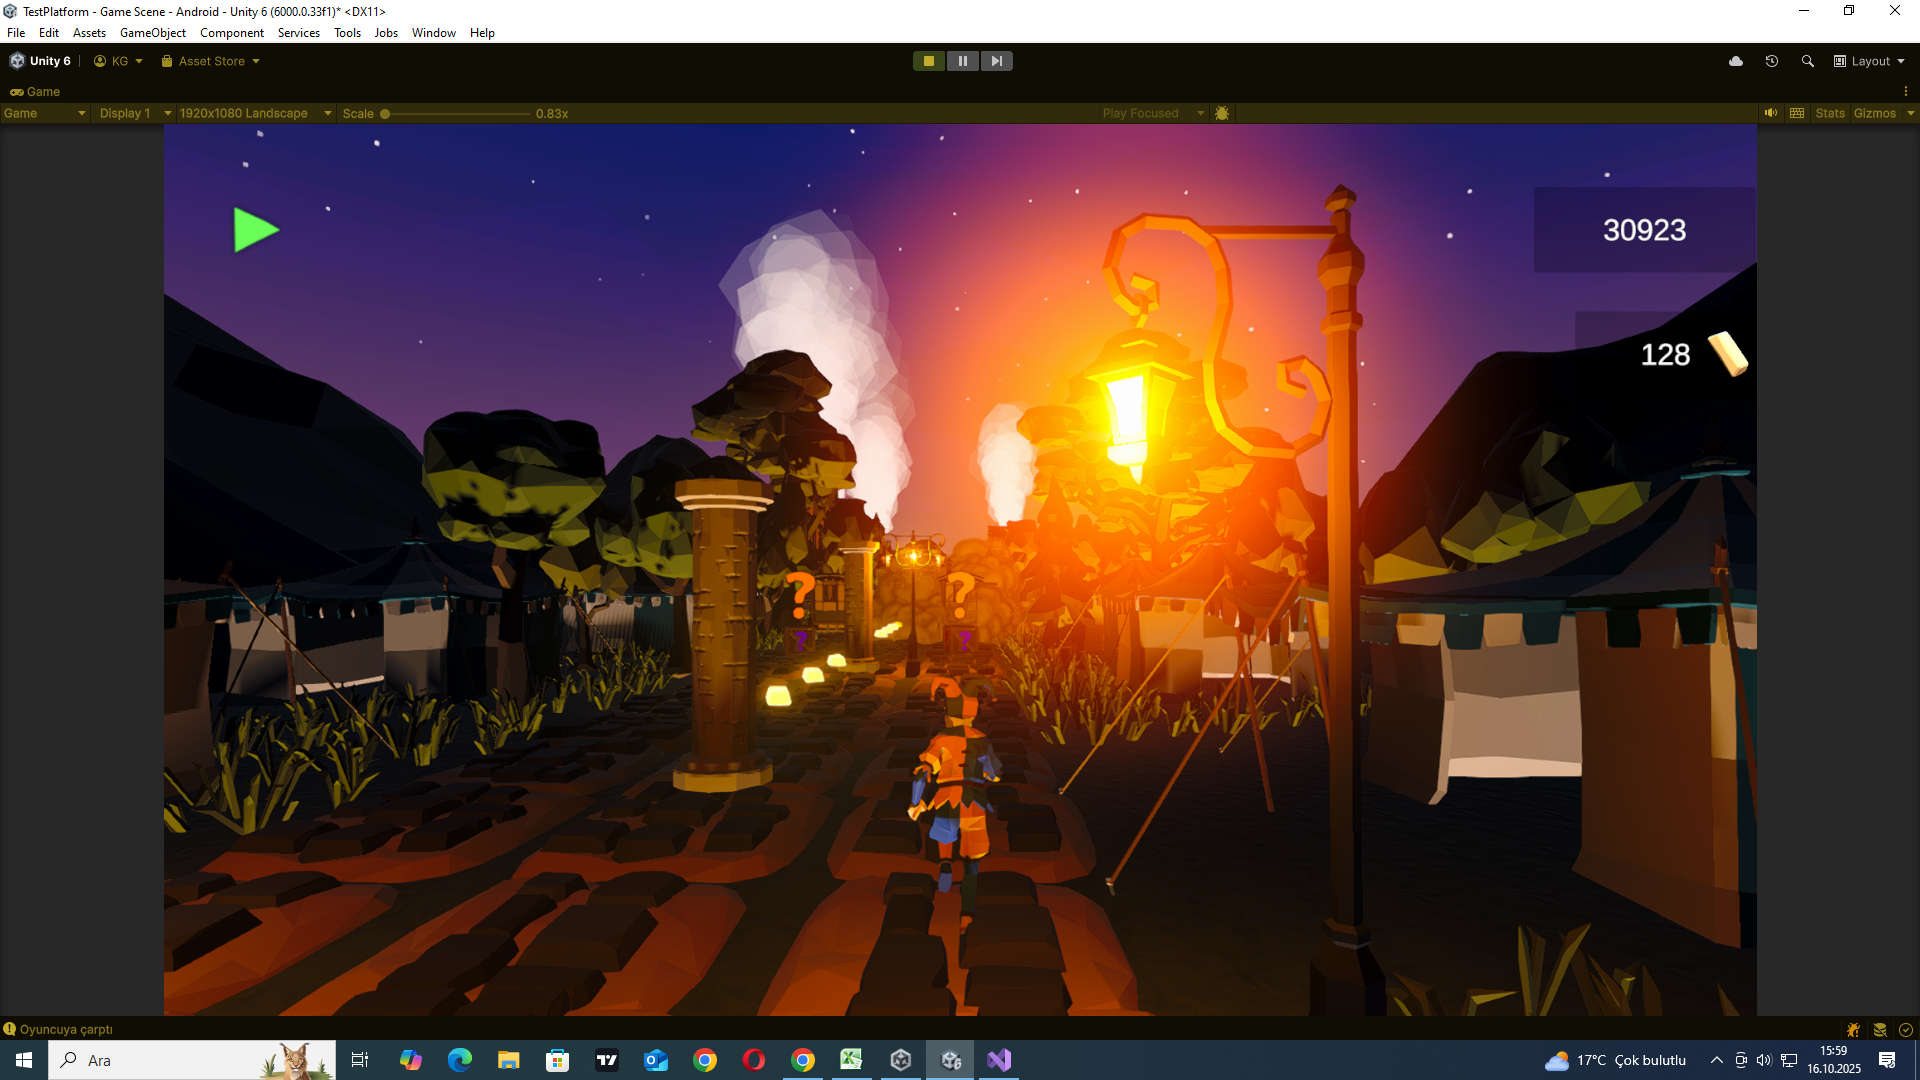 TestPlatform - Game Scene - Android - Unity 6 (6000.0.33f1)* <DX11>
File Edit Assets GameObject Component Services Tools Jobs Window Help
Unity 6 KG Asset Store Layout
Game
Game Display 1 1920x1080 Landscape Scale 0.83x Play Focused Stats Gizmos
30923
128
? ?
? ?
Oyuncuya çarptı
Ara 17°C Çok bulutlu
15:59
16.10.2025